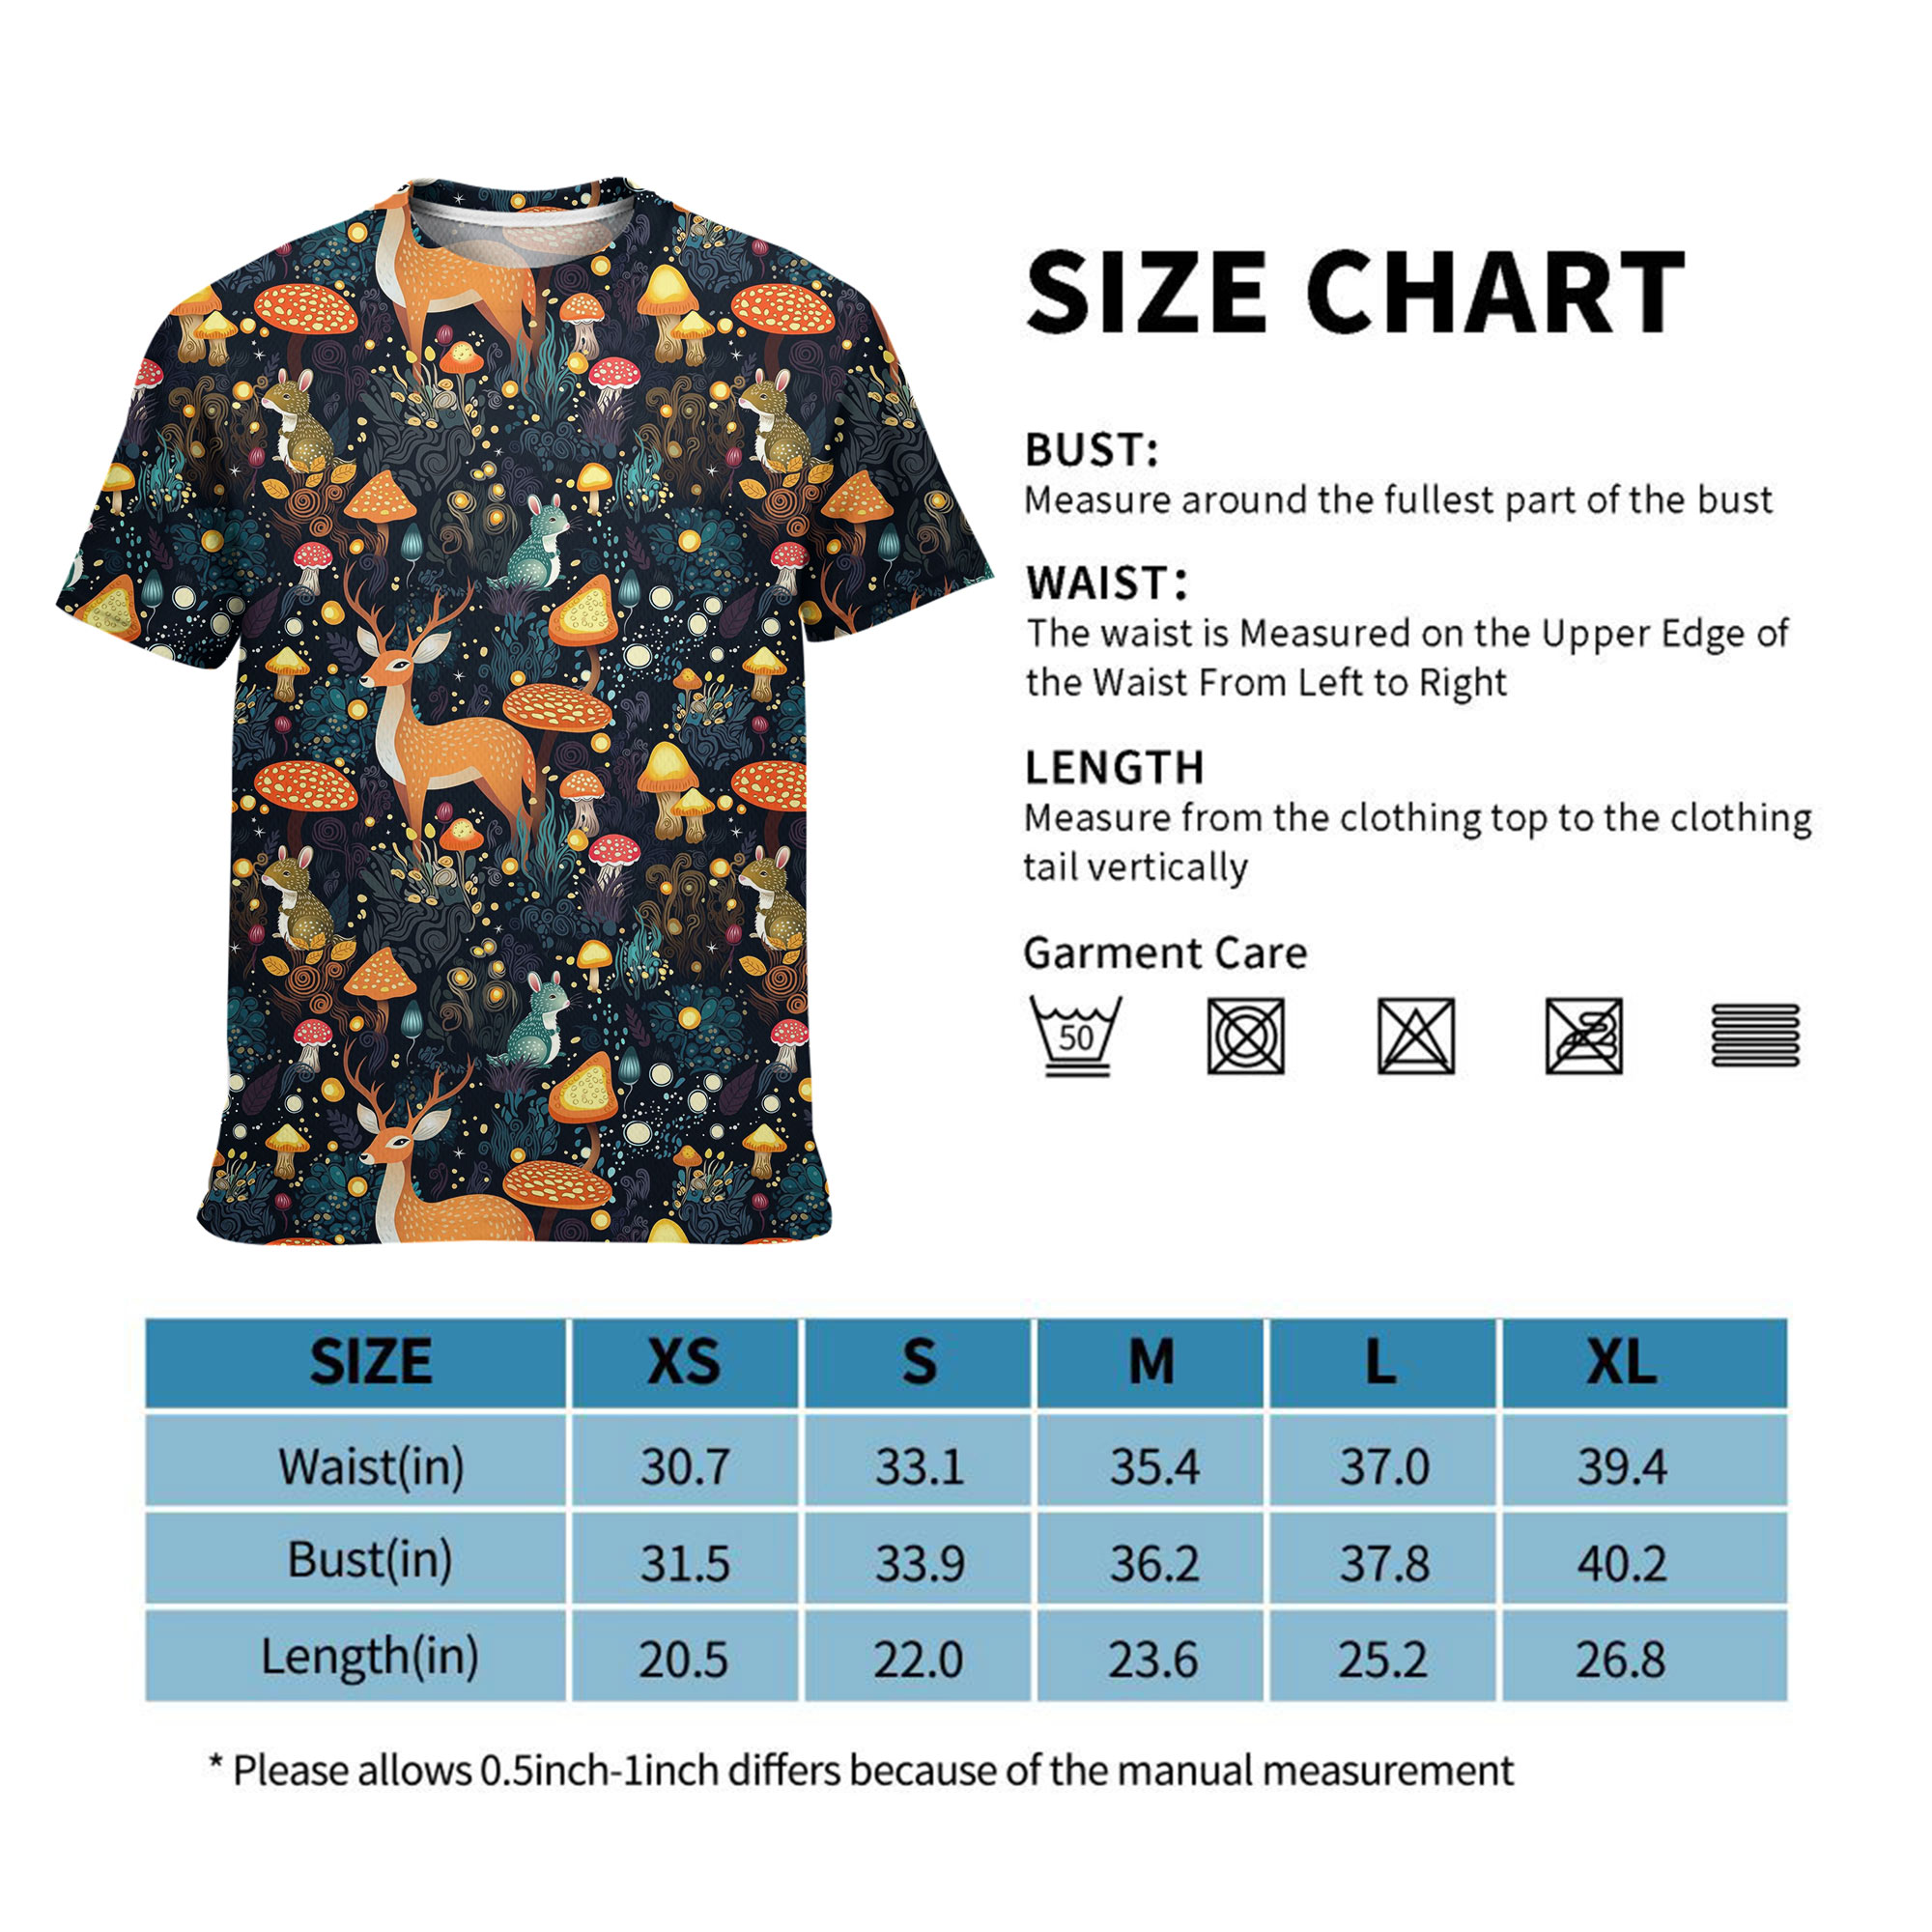 SIZE CHART
BUST:
Measure around the fullest part of the bust
WAIST:
The waist is Measured on the Upper Edge of
the Waist From Left to Right
LENGTH
Measure from the clothing top to the clothing
tail vertically
Garment Care
50
SIZE XS S M L XL
Waist(in) 30.7 33.1 35.4 37.0 39.4
Bust(in) 31.5 33.9 36.2 37.8 40.2
Length(in) 20.5 22.0 23.6 25.2 26.8
* Please allows 0.5inch-1inch differs because of the manual measurement